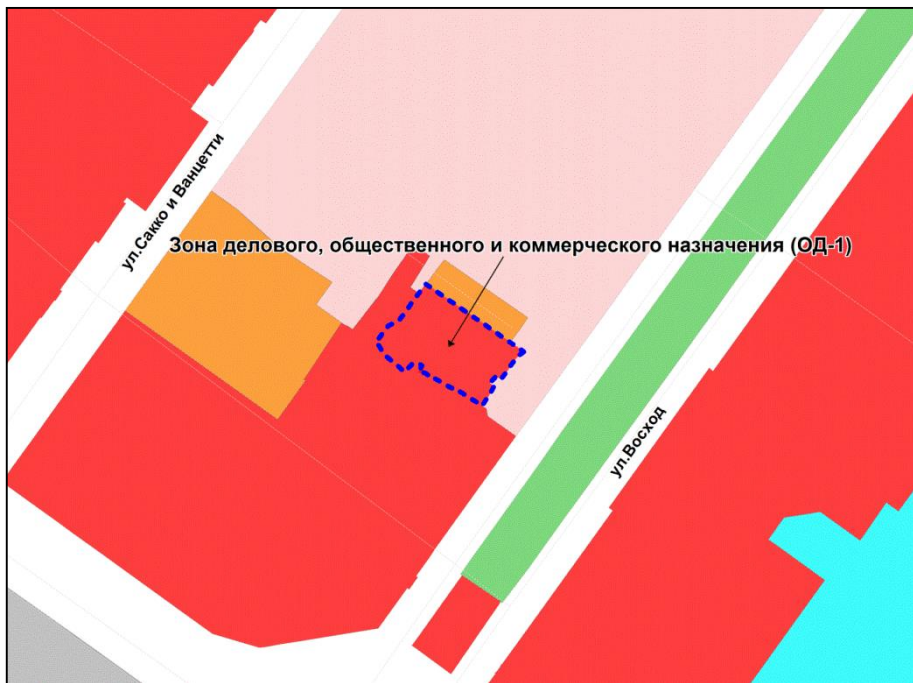 ул.Сакко и Ванцетти
Зона делового, общественного и коммерческого назначения (ОД-1)
ул.Восход